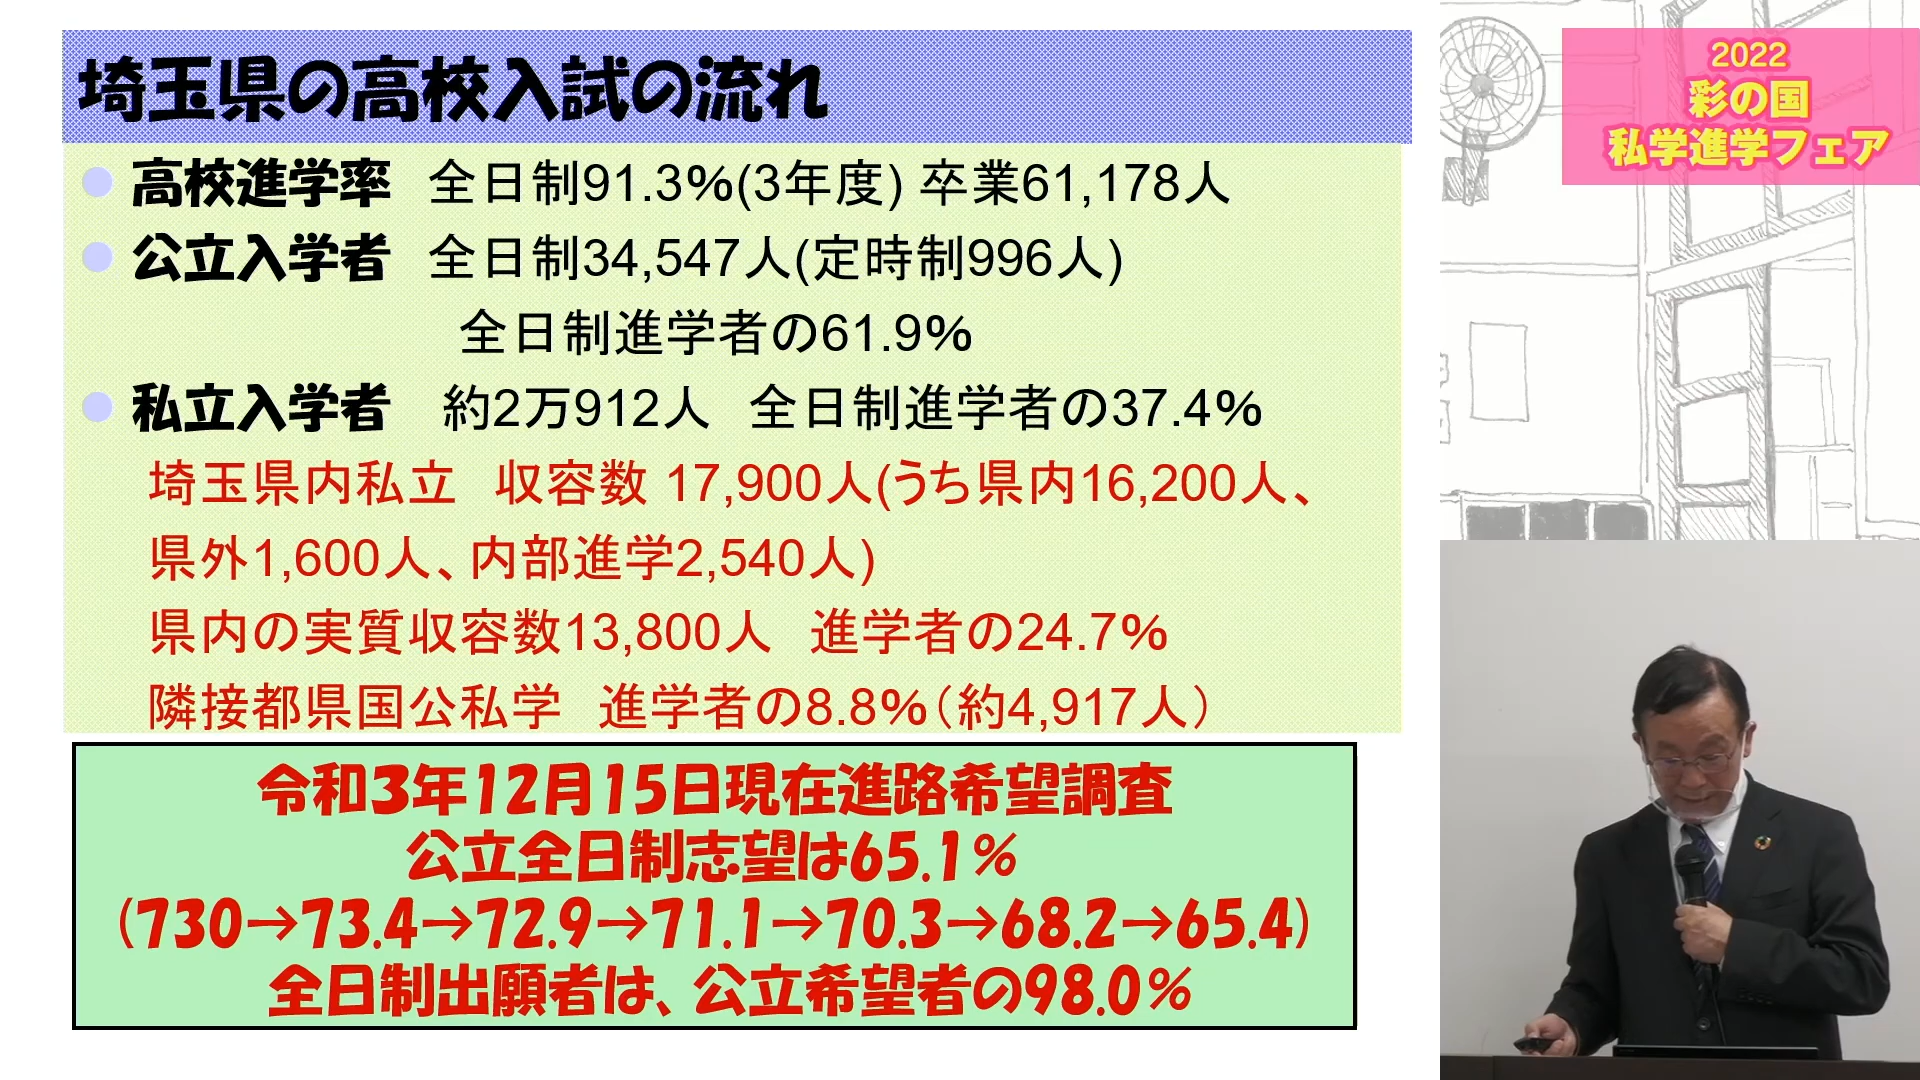 埼玉県の高校入試の流れ
高校進学率 全日制91.3%(3年度) 卒業61,178人
公立入学者 全日制34,547人(定時制996人)
全日制進学者の61.9%
私立入学者 約2万912人 全日制進学者の37.4%
埼玉県内私立 収容数 17,900人(うち県内16,200人、
県外1,600人、内部進学2,540人)
県内の実質収容数13,800人 進学者の24.7%
隣接都県国公私学 進学者の8.8%（約4,917人）
令和3年12月15日現在進路希望調査
公立全日制志望は65.1%
(730→73.4→72.9→71.1→70.3→68.2→65.4)
全日制出願者は、公立希望者の98.0%
2022
彩の国
私学進学フェア